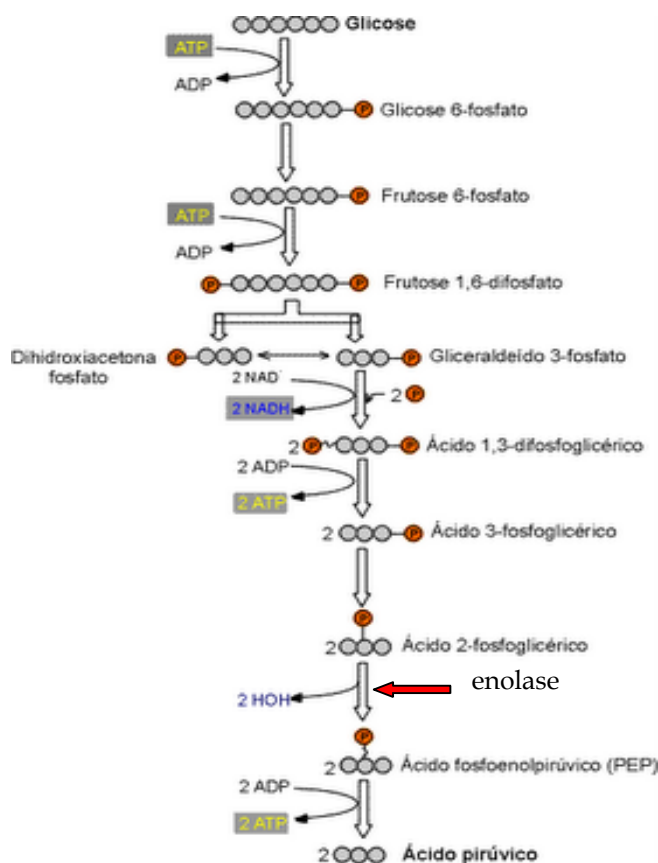 Glicose
ATP
ADP
P
Glicose 6-fosfato
P
Frutose 6-fosfato
ATP
ADP
P
P
Frutose 1,6-difosfato
Dihidroxiacetona
fosfato
P
P
Gliceraldeído 3-fosfato
2 NAD+
2 NADH
2 P
2 P
P
Ácido 1,3-difosfoglicérico
2 ADP
2 ATP
2
P
Ácido 3-fosfoglicérico
P
2
Ácido 2-fosfoglicérico
enolase
2 HOH
P
2
Ácido fosfoenolpirúvico (PEP)
2 ADP
2 ATP
2
Ácido pirúvico